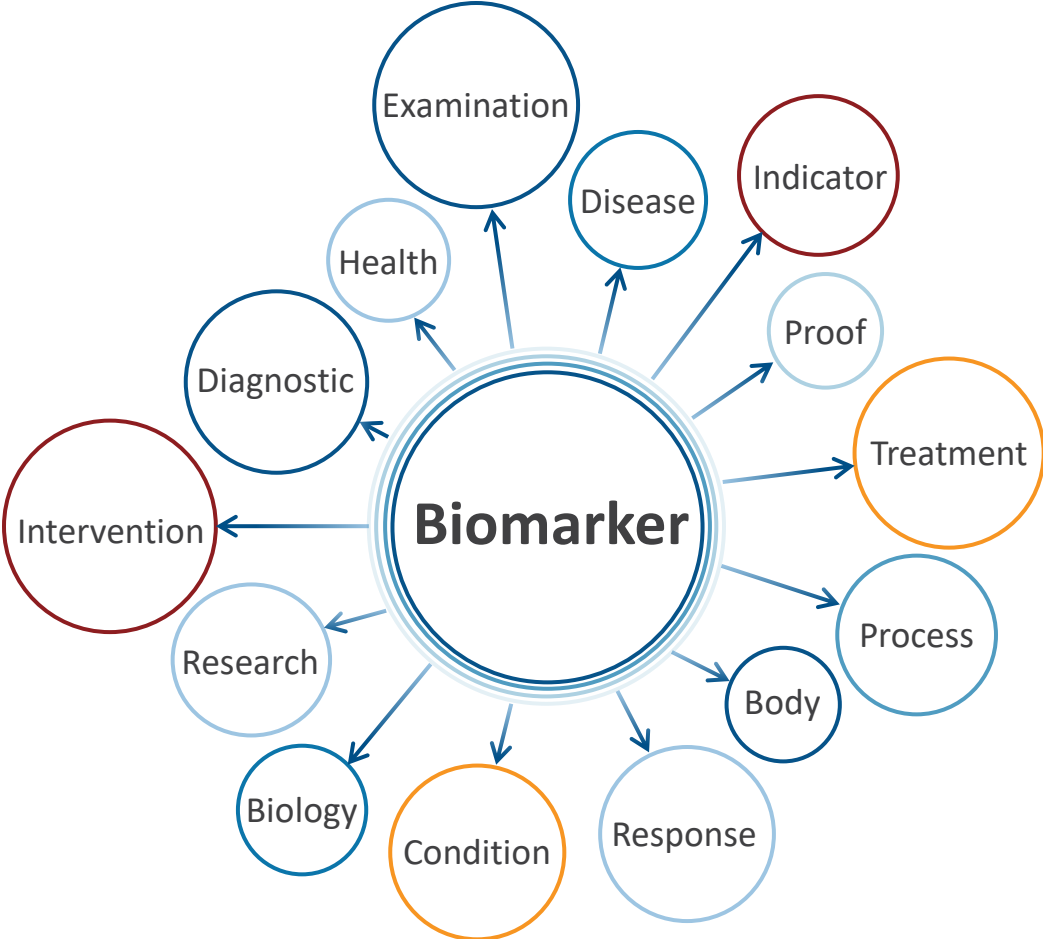 Examination
Disease
Indicator
Health
Proof
Diagnostic
Treatment
Biomarker
Intervention
Process
Research
Body
Biology
Response
Condition